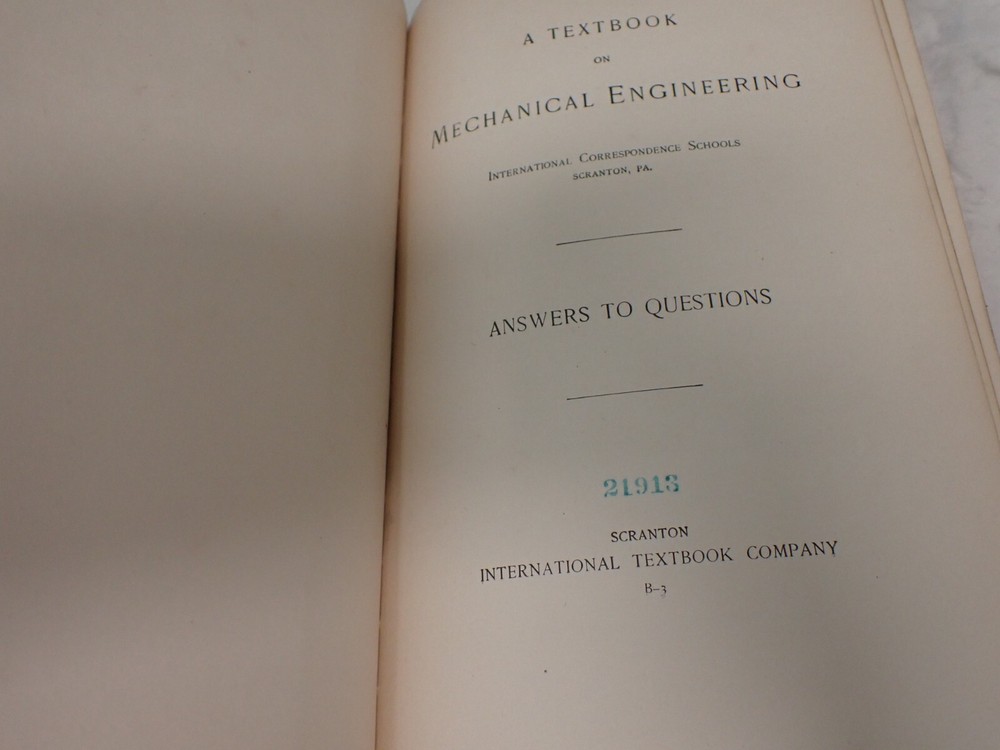 A TEXTBOOK
ON
MECHANICAL ENGINEERING
INTERNATIONAL CORRESPONDENCE SCHOOLS
SCRANTON, PA.
ANSWERS TO QUESTIONS
21913
SCRANTON
INTERNATIONAL TEXTBOOK COMPANY
B-3